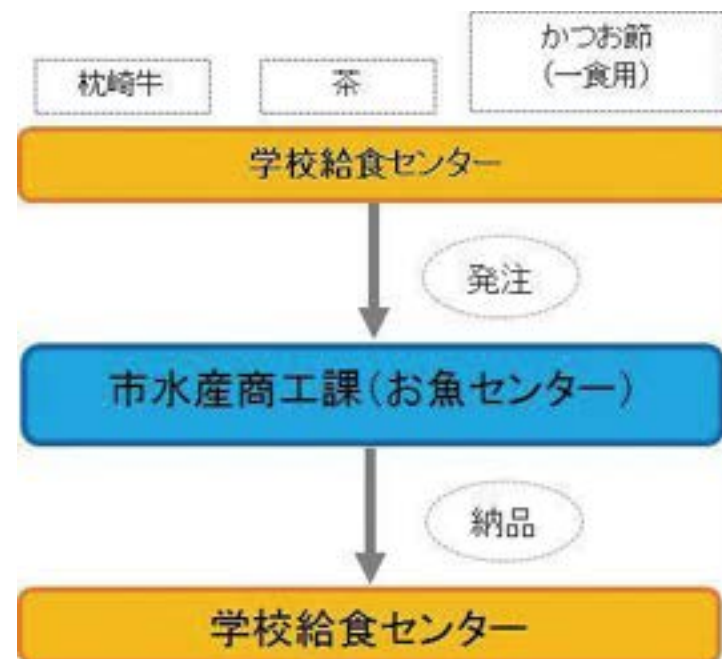 枕崎牛
茶
かつお節
(一食用)
学校給食センター
発注
市水産商工課(お魚センター)
納品
学校給食センター